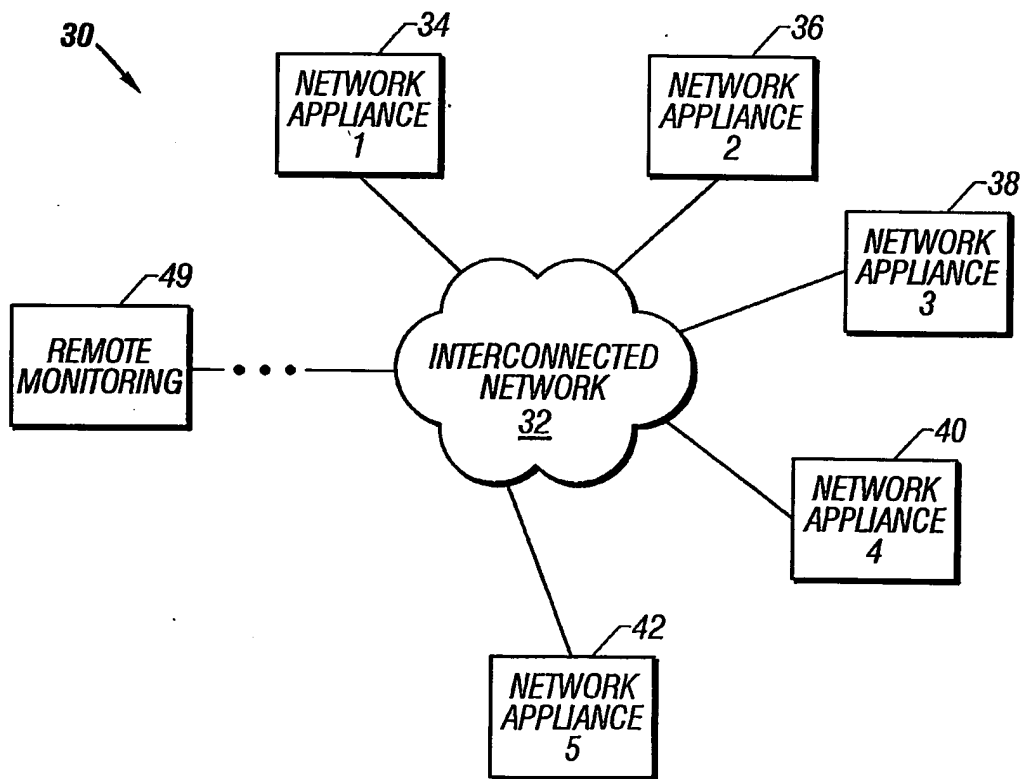 30
34
NETWORK
APPLIANCE
1
36
NETWORK
APPLIANCE
2
38
NETWORK
APPLIANCE
3
49
REMOTE
MONITORING
INTERCONNECTED
NETWORK
32
40
NETWORK
APPLIANCE
4
42
NETWORK
APPLIANCE
5